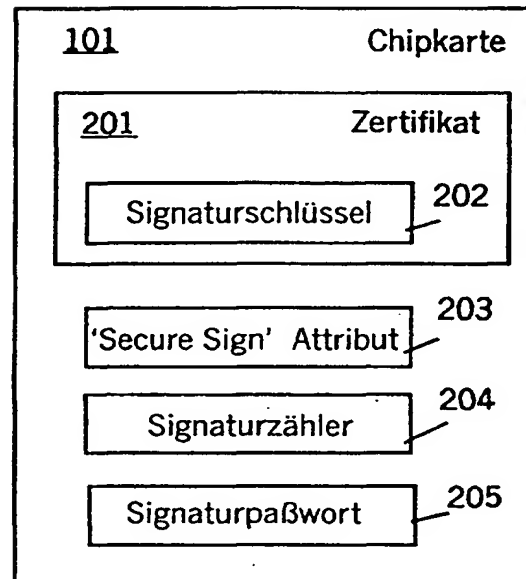 101 Chipkarte
201 Zertifikat
Signaturschlüssel 202
'Secure Sign' Attribut 203
Signaturzähler 204
Signaturpaßwort 205